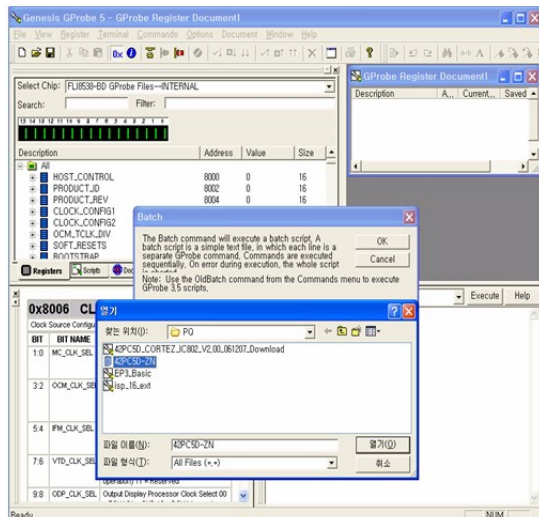 Genesis GProbe 5 - GProbe Register Document1
File View Register Terminal Commands Options Document Window Help
Select Chip: FLI8538-BD GProbe Files--INTERNAL
Search: Filter:
Description Address Value Size
All
HOST_CONTROL 8000 0 16
PRODUCT_ID 8002 0 16
PRODUCT_REV 8004 0 16
CLOCK_CONFIG1
CLOCK_CONFIG2
OCM_TCLK_DIV
SOFT_RESETS
BOOTSTRAP
Registers Scripts Doc
GProbe Register Document1
Description A... Current... Saved
Batch
The Batch command will execute a batch script, A
batch script is a simple text file, in which each line is a
separate GProbe command, Commands are executed
sequentially, On error during execution, the whole script
Note: Use the OldBatch command from the Commands menu to execute
GProbe 3,5 scripts,
OK
Cancel
Execute Help
0x8006 CL
Clock Source Configu
BIT BIT NAME
1:0 MC_CLK_SEL
3:2 OCM_CLK_SEL
5:4 IFM_CLK_SEL
7:6 VTD_CLK_SEL
operation) 11 = Reserved
9:8 ODP_CLK_SEL Output Display Processor Clock Select 00
열기
찾는 위치(I): PQ
42PC5D_CORTEZ_IC802_V2,00_061207_Download
42PC5D-ZN
EP3_Basic
isp_16_ext
파일 이름(N): 42PC5D-ZN 열기(O)
파일 형식(T): All Files (*,*) 취소
Ready NUM